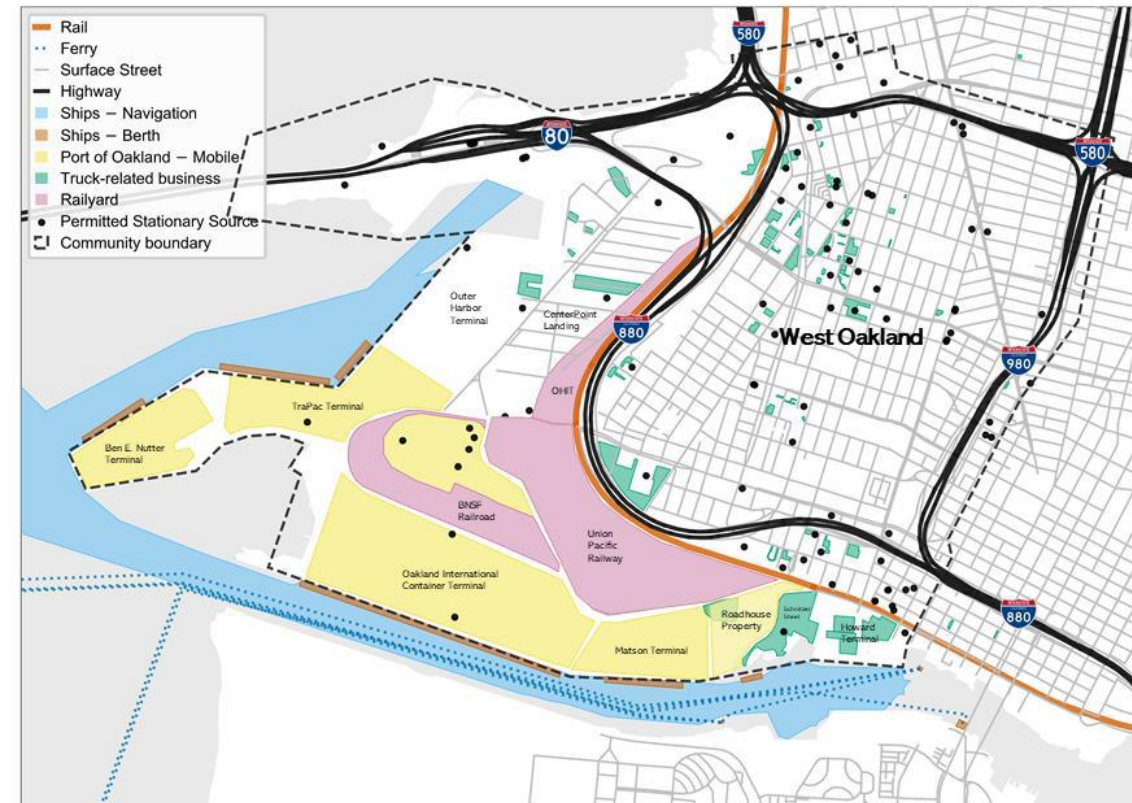 Rail
Ferry
Surface Street
Highway
Ships – Navigation
Ships – Berth
Port of Oakland – Mobile
Truck-related business
Railyard
Permitted Stationary Source
Community boundary
580
80
580
Outer
Harbor
Terminal
CenterPoint
Landing
880
West Oakland
980
OHIT
TraPac Terminal
Ben E. Nutter
Terminal
BNSF
Railroad
Union
Pacific
Railway
Oakland International
Container Terminal
Roadhouse
Property
Schnitzer
Steel
Howard
Terminal
880
Matson Terminal